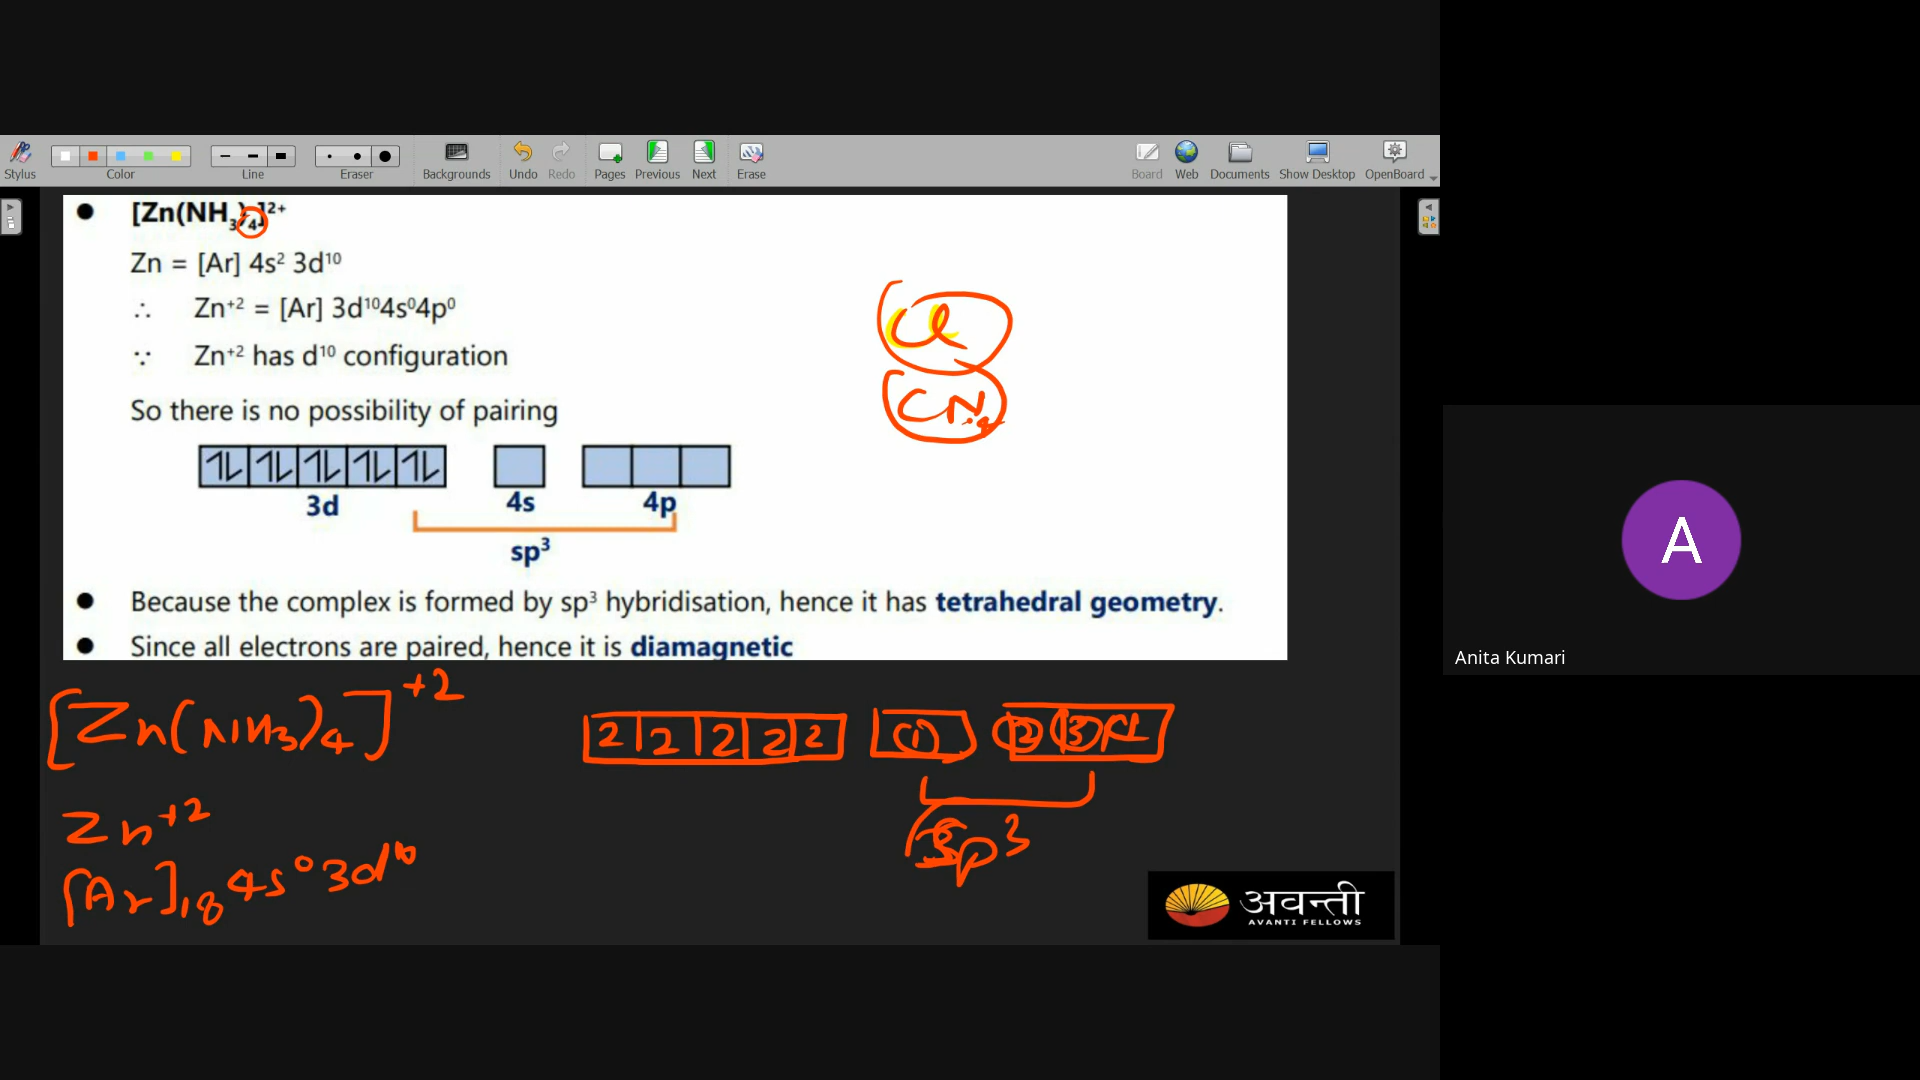 Stylus Color Line Eraser Backgrounds Undo Redo Pages Previous Next Erase Board Web Documents Show Desktop OpenBoard
[Zn(NH₃)₄]²⁺
Zn = [Ar] 4s² 3d¹⁰
∴ Zn⁺² = [Ar] 3d¹⁰4s⁰4p⁰
∵ Zn⁺² has d¹⁰ configuration
So there is no possibility of pairing
3d 4s 4p
sp³
Because the complex is formed by sp³ hybridisation, hence it has tetrahedral geometry.
Since all electrons are paired, hence it is diamagnetic
Cl
CN
[Zn(NH₃)₄]⁺²
2 2 2 2 2 1 2 3
Zn⁺²
sp³
[Ar]₁₈ 4s⁰ 3d¹⁰
अवन्ती
AVANTI FELLOWS
A
Anita Kumari